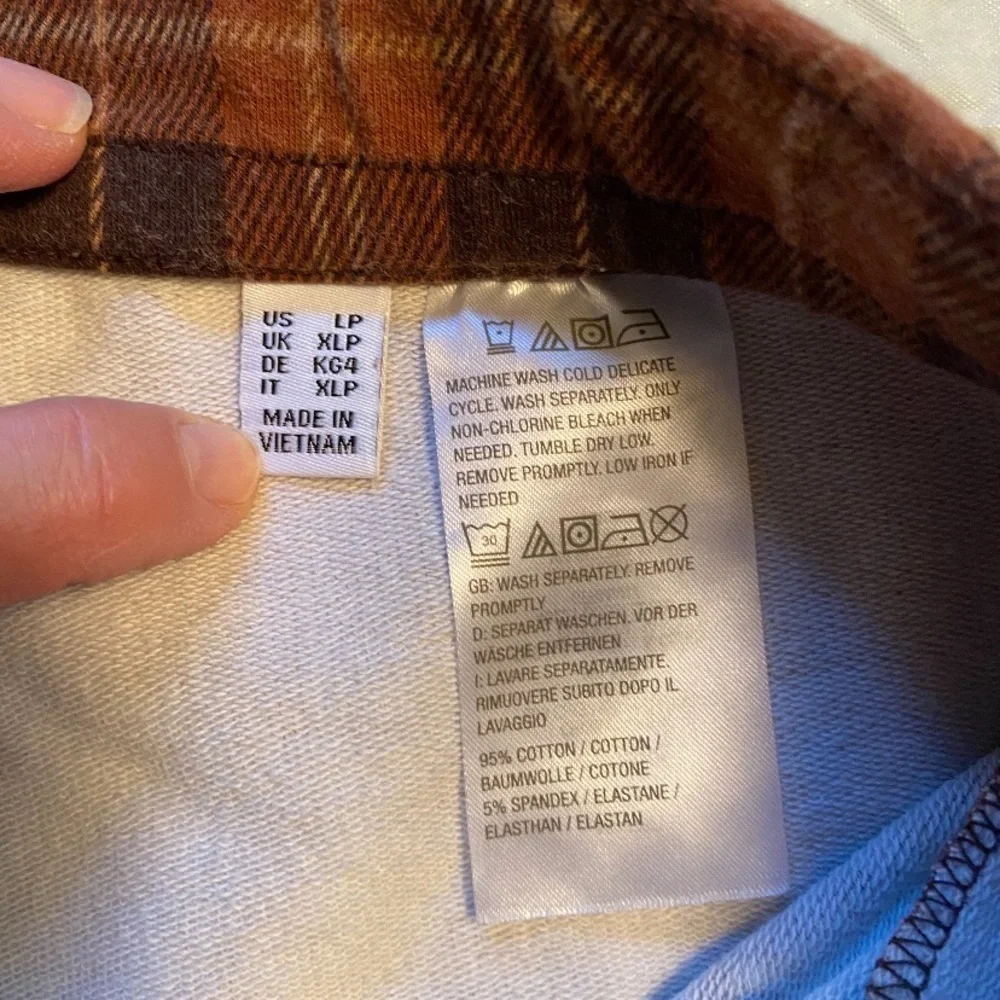 US LP
UK XLP
DE KG4
IT XLP
MADE IN
VIETNAM
MACHINE WASH COLD DELICATE
CYCLE. WASH SEPARATELY. ONLY
NON-CHLORINE BLEACH WHEN
NEEDED. TUMBLE DRY LOW.
REMOVE PROMPTLY. LOW IRON IF
NEEDED
30
GB: WASH SEPARATELY. REMOVE
PROMPTLY
D: SEPARAT WASCHEN. VOR DER
WÄSCHE ENTFERNEN
I: LAVARE SEPARATAMENTE.
RIMUOVERE SUBITO DOPO IL
LAVAGGIO
95% COTTON / COTTON /
BAUMWOLLE / COTONE
5% SPANDEX / ELASTANE /
ELASTHAN / ELASTAN